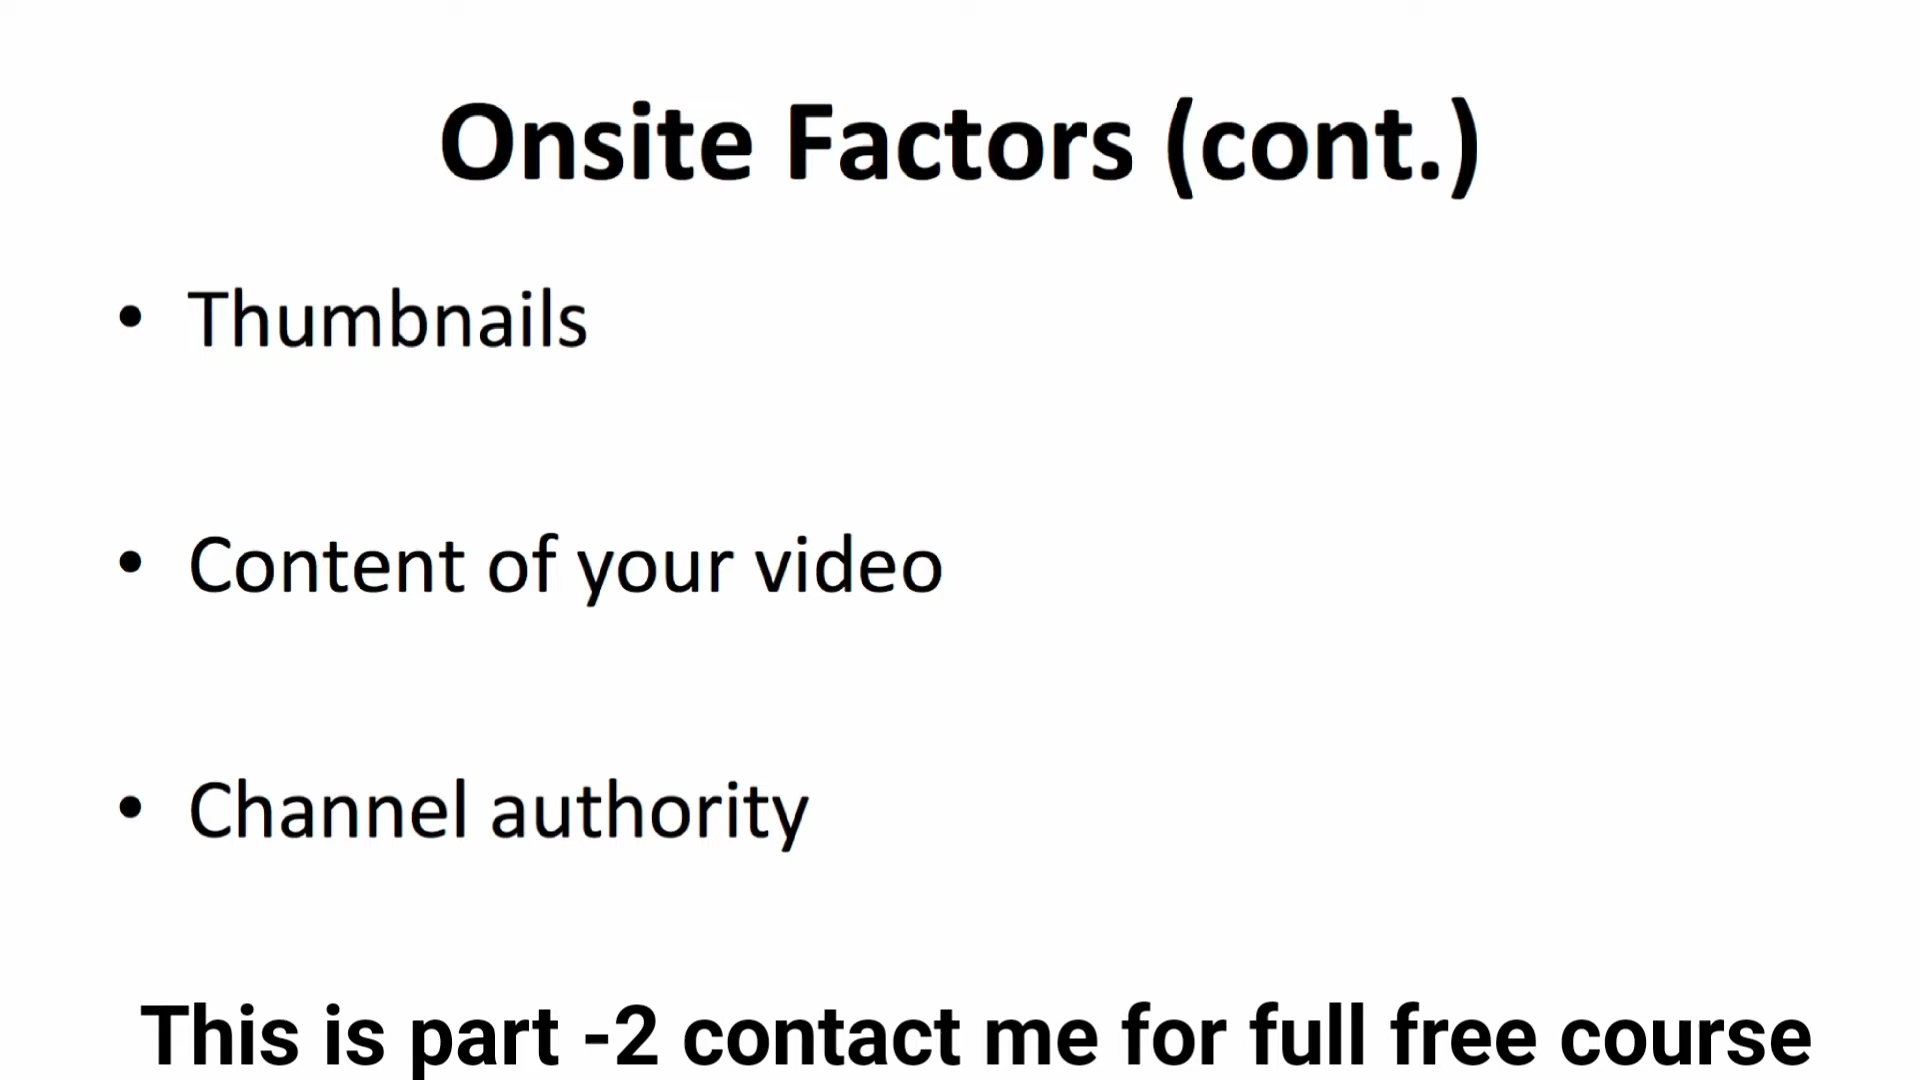 Onsite Factors (cont.)
• Thumbnails
• Content of your video
• Channel authority
This is part -2 contact me for full free course